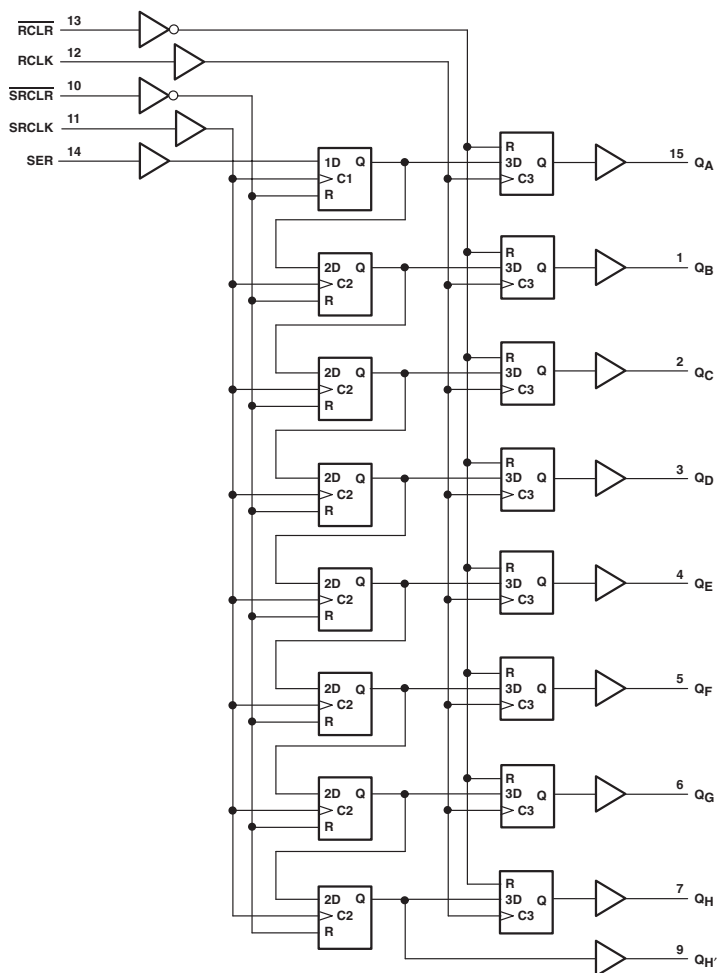 RCLR 13
RCLK 12
SRCLR 10
SRCLK 11
SER 14
1D Q
C1
R
R
3D Q
C3
15 QA
2D Q
C2
R
R
3D Q
C3
1 QB
2D Q
C2
R
R
3D Q
C3
2 QC
2D Q
C2
R
R
3D Q
C3
3 QD
2D Q
C2
R
R
3D Q
C3
4 QE
2D Q
C2
R
R
3D Q
C3
5 QF
2D Q
C2
R
R
3D Q
C3
6 QG
2D Q
C2
R
R
3D Q
C3
7 QH
9 QH′